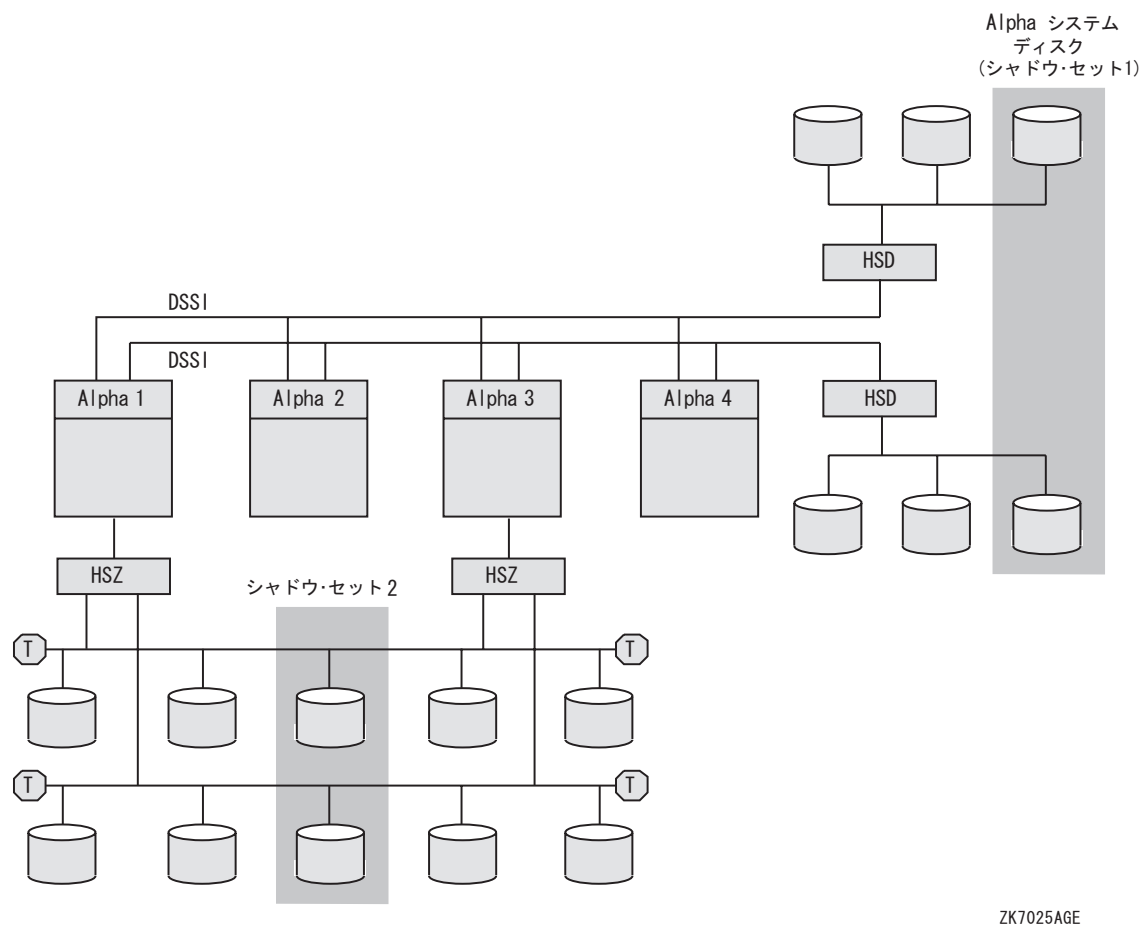 Alpha システム
ディスク
(シャドウ･セット1)
HSD
DSSI
DSSI
Alpha 1
Alpha 2
Alpha 3
Alpha 4
HSD
HSZ
HSZ
シャドウ･セット 2
T
T
T
T
ZK7025AGE